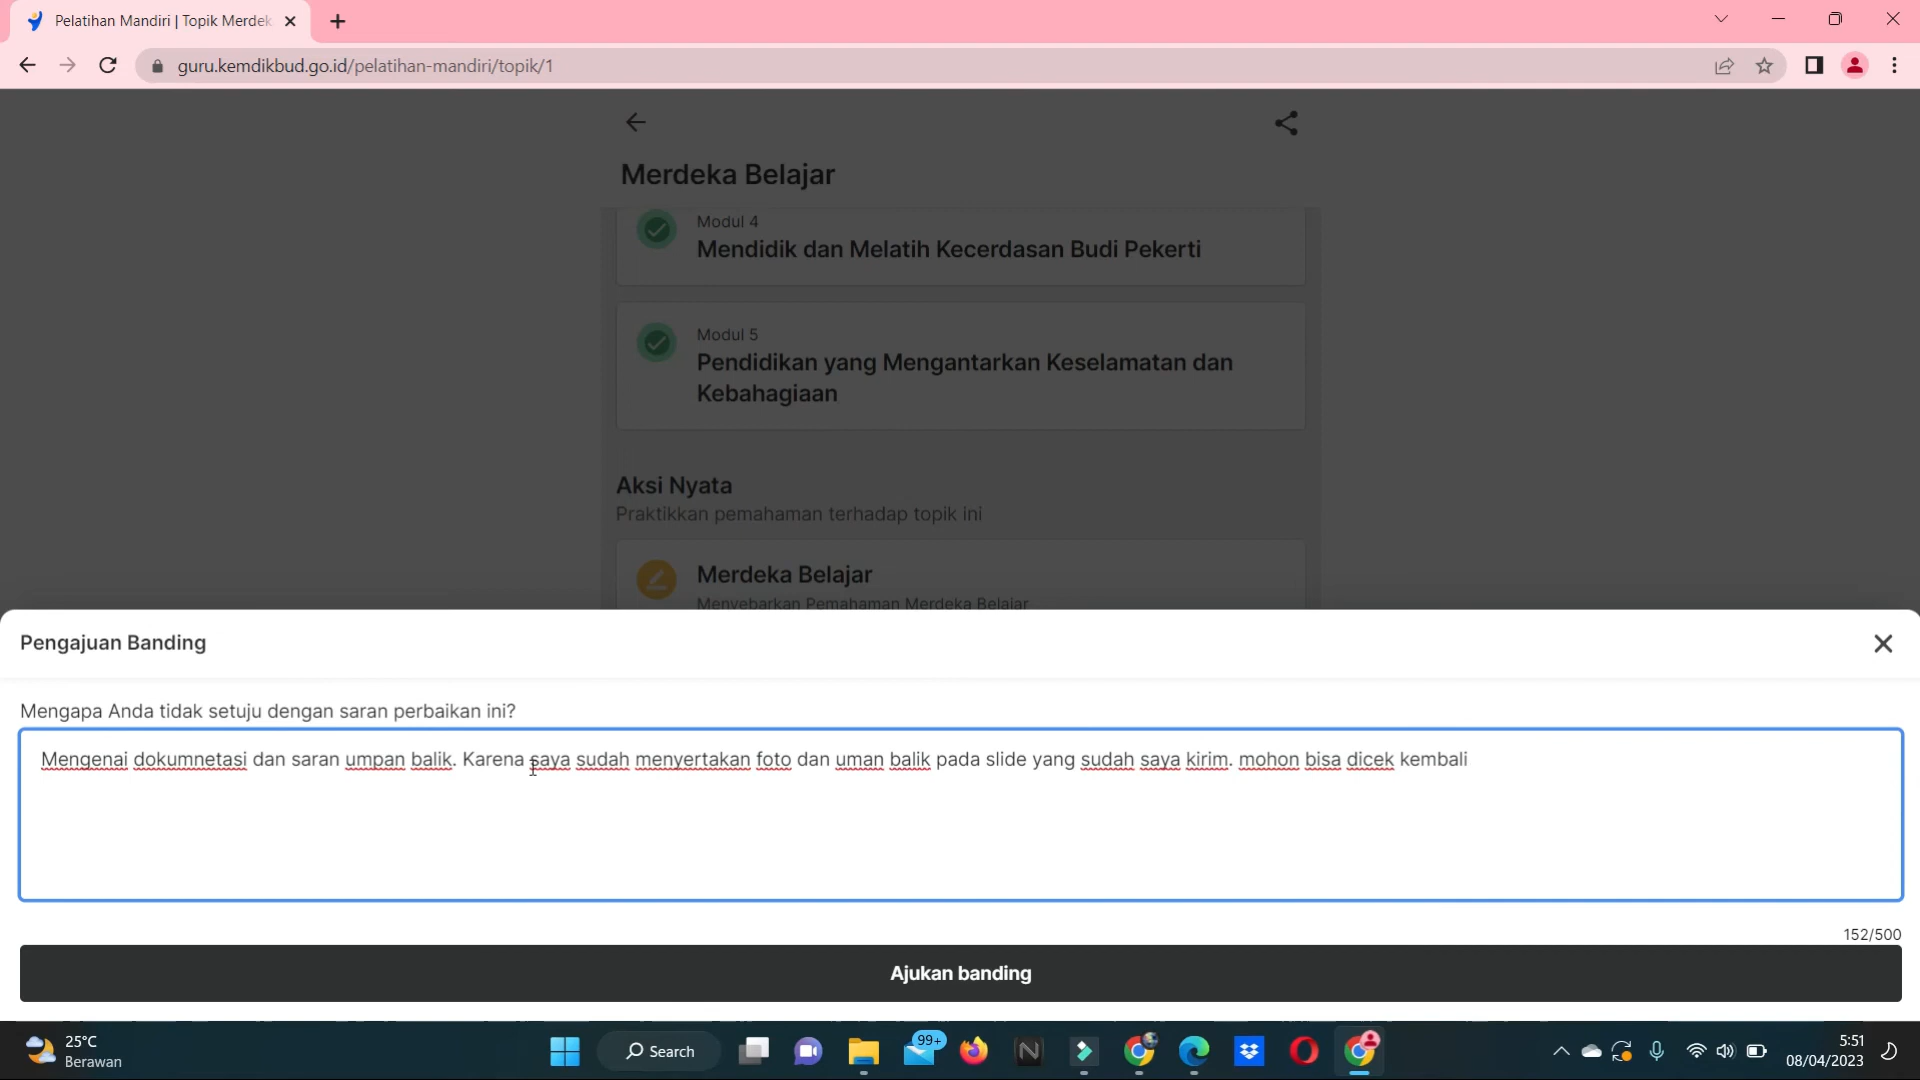 Pelatihan Mandiri | Topik Merdek
guru.kemdikbud.go.id/pelatihan-mandiri/topik/1
Merdeka Belajar
Modul 4
Mendidik dan Melatih Kecerdasan Budi Pekerti
Modul 5
Pendidikan yang Mengantarkan Keselamatan dan
Kebahagiaan
Aksi Nyata
Praktikkan pemahaman terhadap topik ini
Merdeka Belajar
Menyebarkan Pemahaman Merdeka Belajar
Pengajuan Banding
Mengapa Anda tidak setuju dengan saran perbaikan ini?
Mengenai dokumnetasi dan saran umpan balik. Karena saya sudah menyertakan foto dan uman balik pada slide yang sudah saya kirim. mohon bisa dicek kembali
152/500
Ajukan banding
25°C
Berawan
Search
99+
5:51
08/04/2023